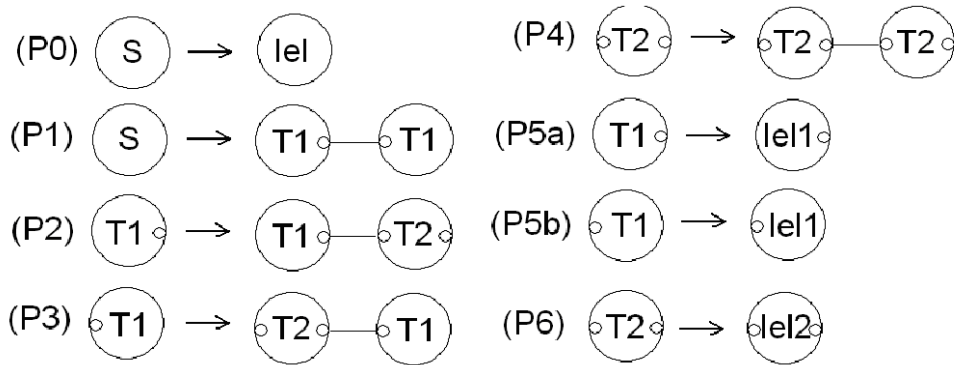 (P0) S lel
(P1) S T1 T1
(P2) T1 T1 T2
(P3) T1 T2 T1
(P4) T2 T2 T2
(P5a) T1 lel1
(P5b) T1 lel1
(P6) T2 lel2